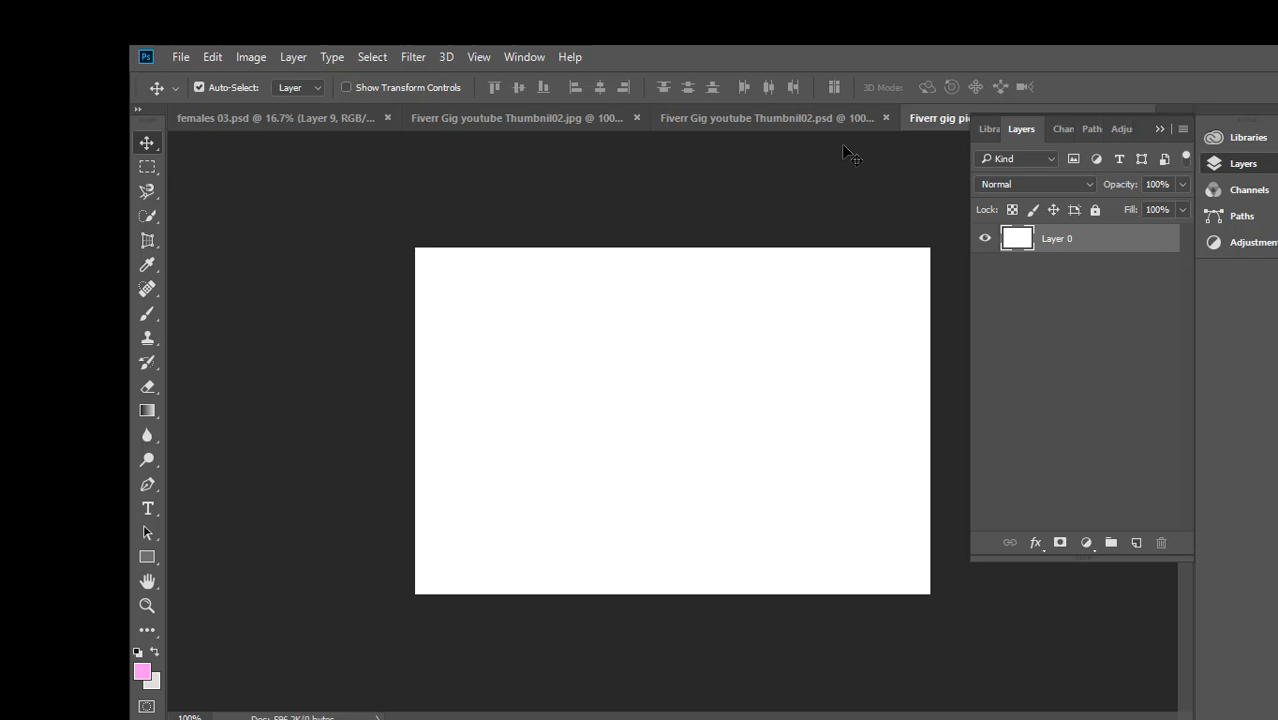 Ps File Edit Image Layer Type Select Filter 3D View Window Help
Auto-Select: Layer Show Transform Controls 3D Mode:
females 03.psd @ 16.7% (Layer 9, RGB/... Fiverr Gig youtube Thumbnil02.jpg @ 100... Fiverr Gig youtube Thumbnil02.psd @ 100... Fiverr gig pi
Libra Layers Chan Path Adju
Libraries
Kind
Layers
Normal Opacity: 100%
Channels
Lock: Fill: 100%
Paths
Layer 0
Adjustmen
100% Doc: 596.2K/0 bytes